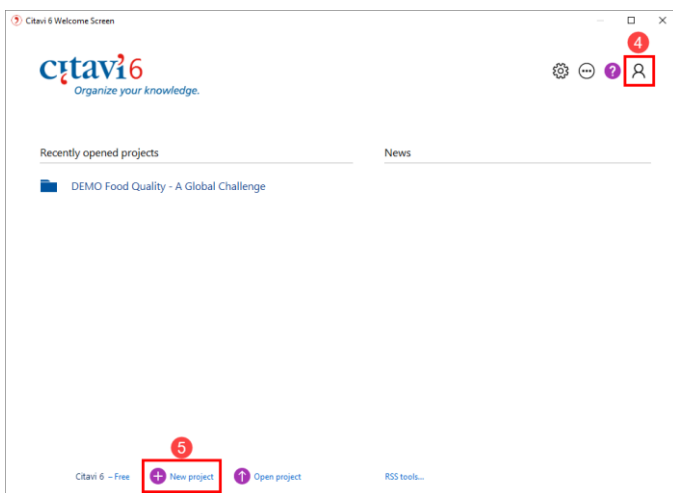 Citavi 6 Welcome Screen
4
citavi6
Organize your knowledge.
?
Recently opened projects
News
DEMO Food Quality - A Global Challenge
5
Citavi 6 – Free
New project
Open project
RSS tools...